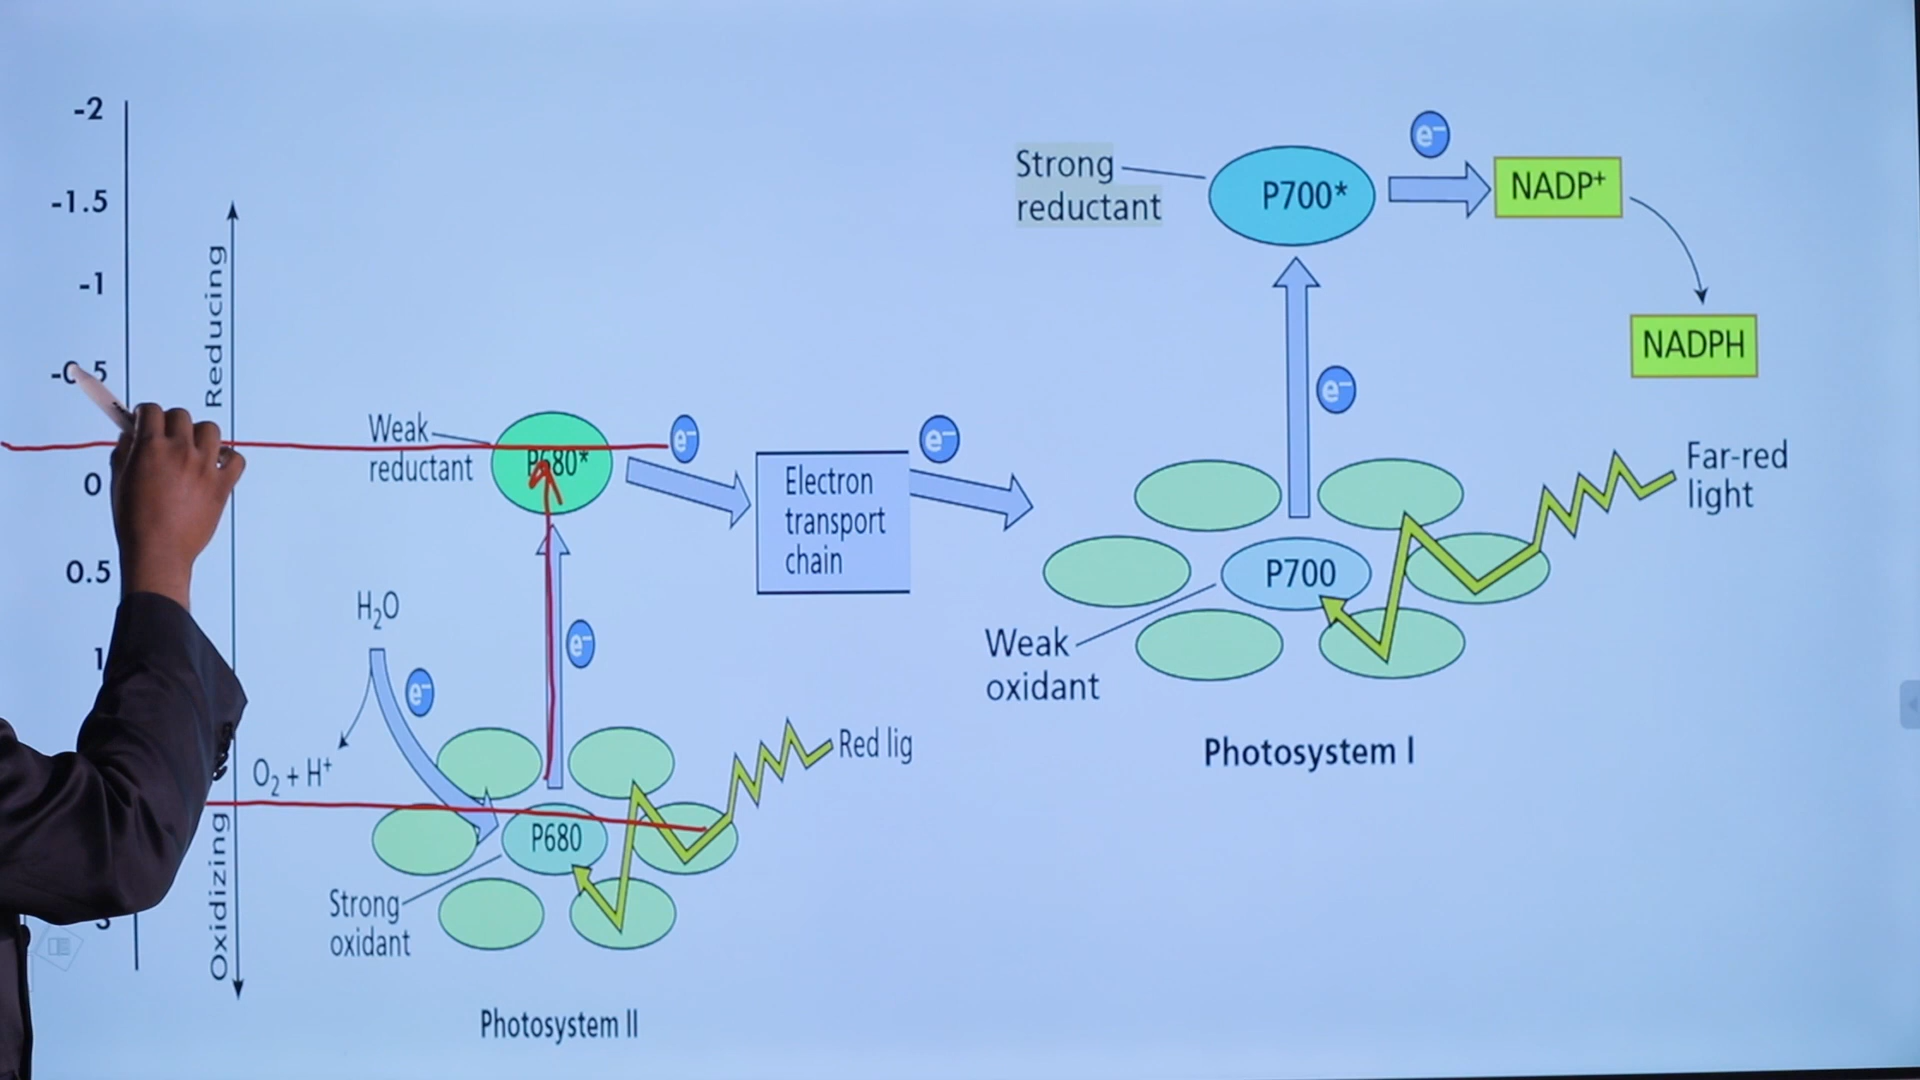 -2
-1.5
-1
-0.5
0
0.5
1
Reducing
Oxidizing
Weak
reductant
P680*
e⁻
Electron
transport
chain
e⁻
H₂O
e⁻
e⁻
O₂ + H⁺
P680
Red lig
Strong
oxidant
Photosystem II
Strong
reductant
P700*
e⁻
NADP⁺
NADPH
e⁻
Far-red
light
P700
Weak
oxidant
Photosystem I